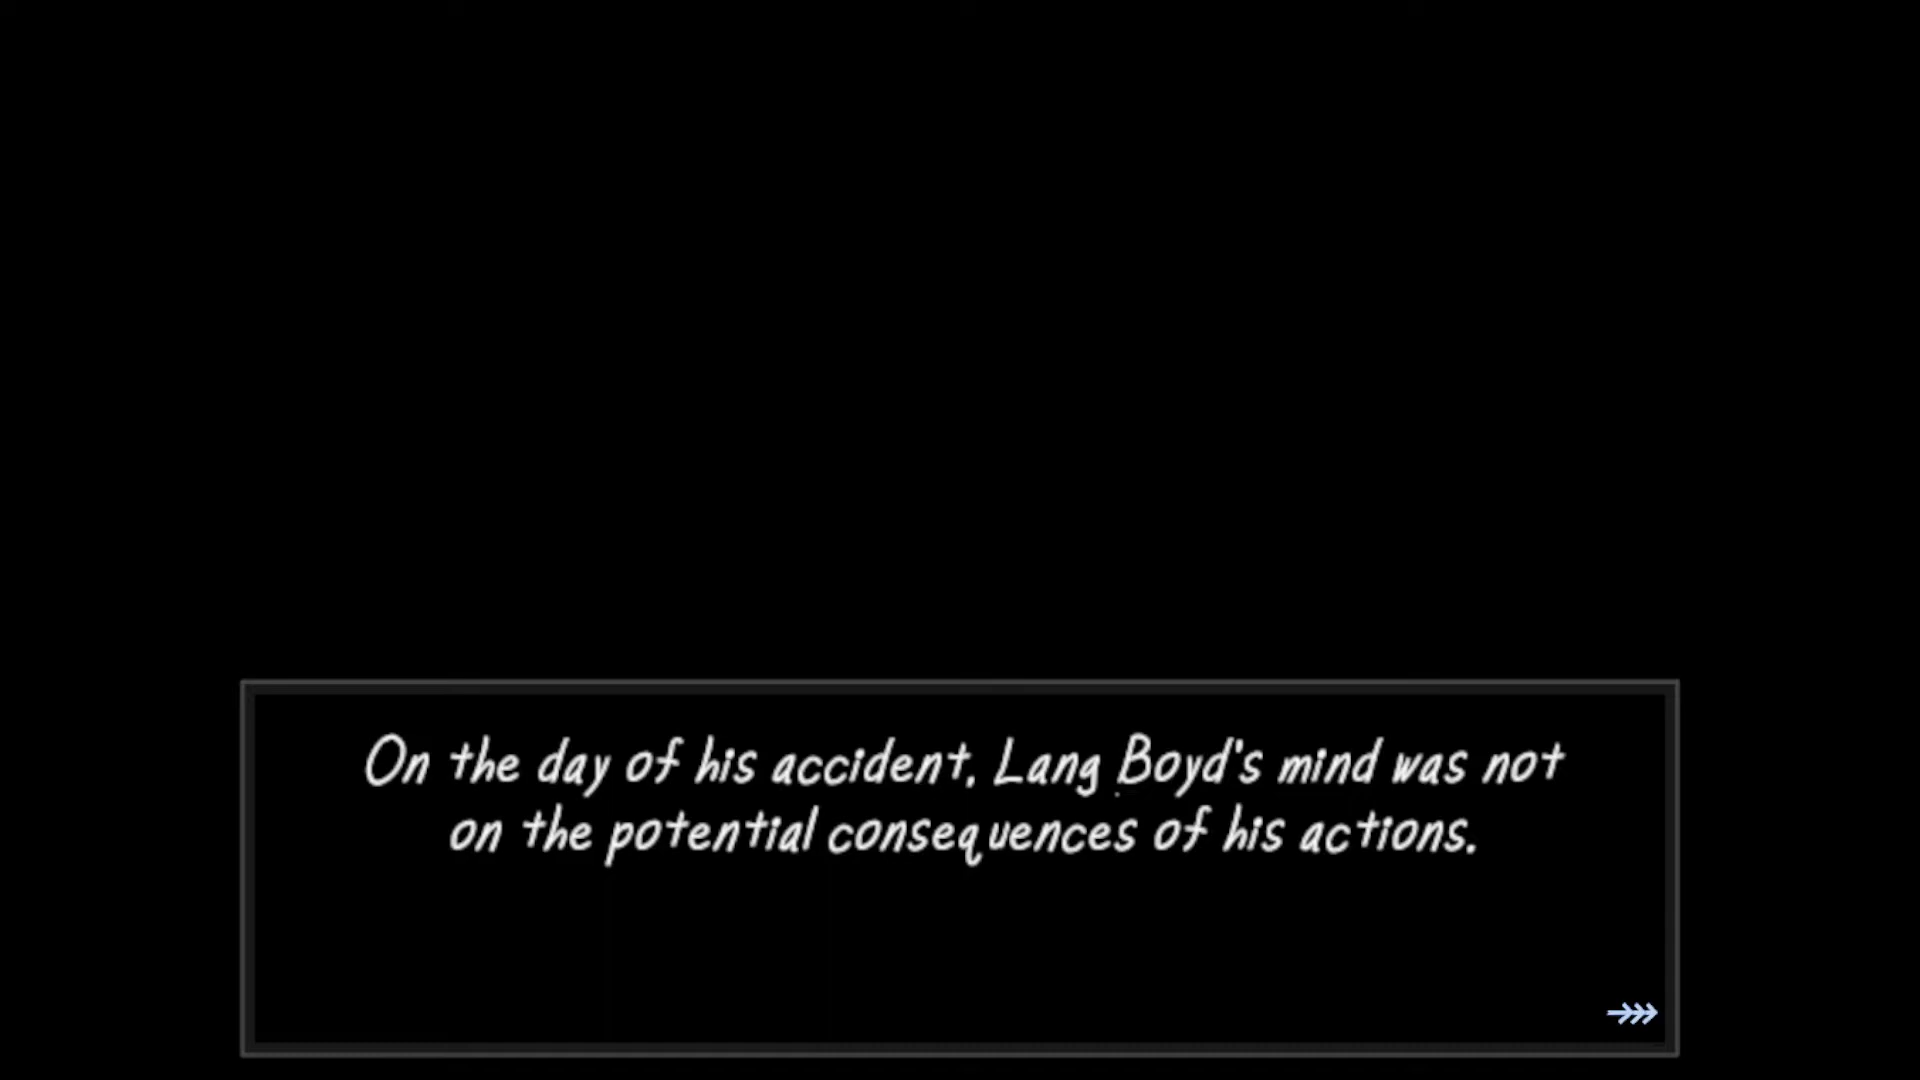 On the day of his accident, Lang Boyd's mind was not
on the potential consequences of his actions.